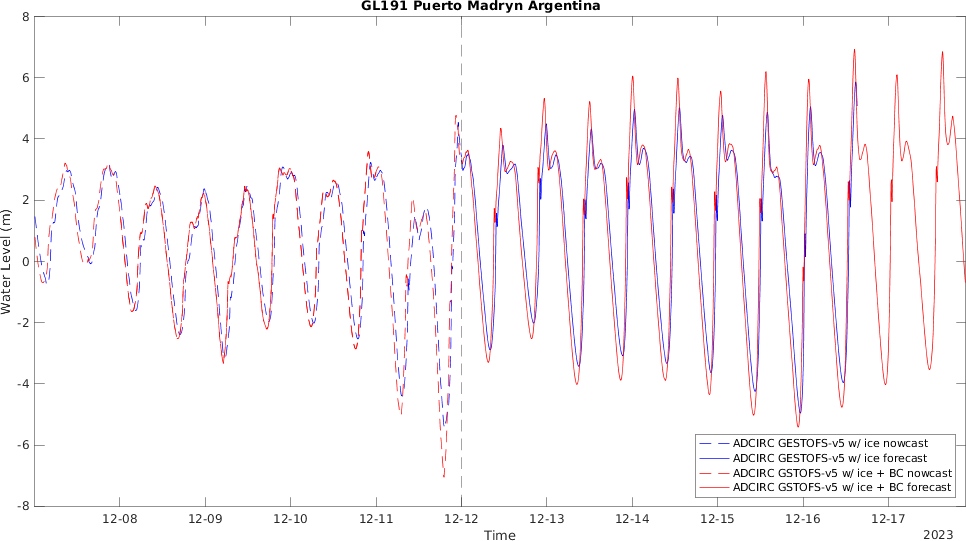 GL191 Puerto Madryn Argentina
8
6
4
2
0
-2
-4
-6
-8
Water Level (m)
ADCIRC GESTOFS-v5 w/ ice nowcast
ADCIRC GESTOFS-v5 w/ ice forecast
ADCIRC GSTOFS-v5 w/ ice + BC nowcast
ADCIRC GSTOFS-v5 w/ ice + BC forecast
12-08 12-09 12-10 12-11 12-12 12-13 12-14 12-15 12-16 12-17
Time
2023